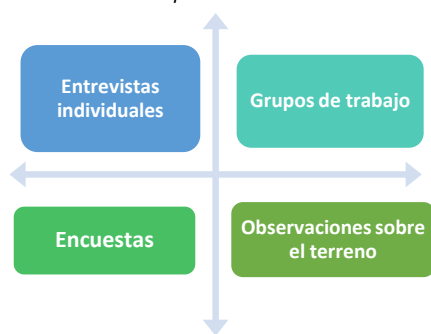 Entrevistas
individuales
Grupos de trabajo
Encuestas
Observaciones sobre
el terreno